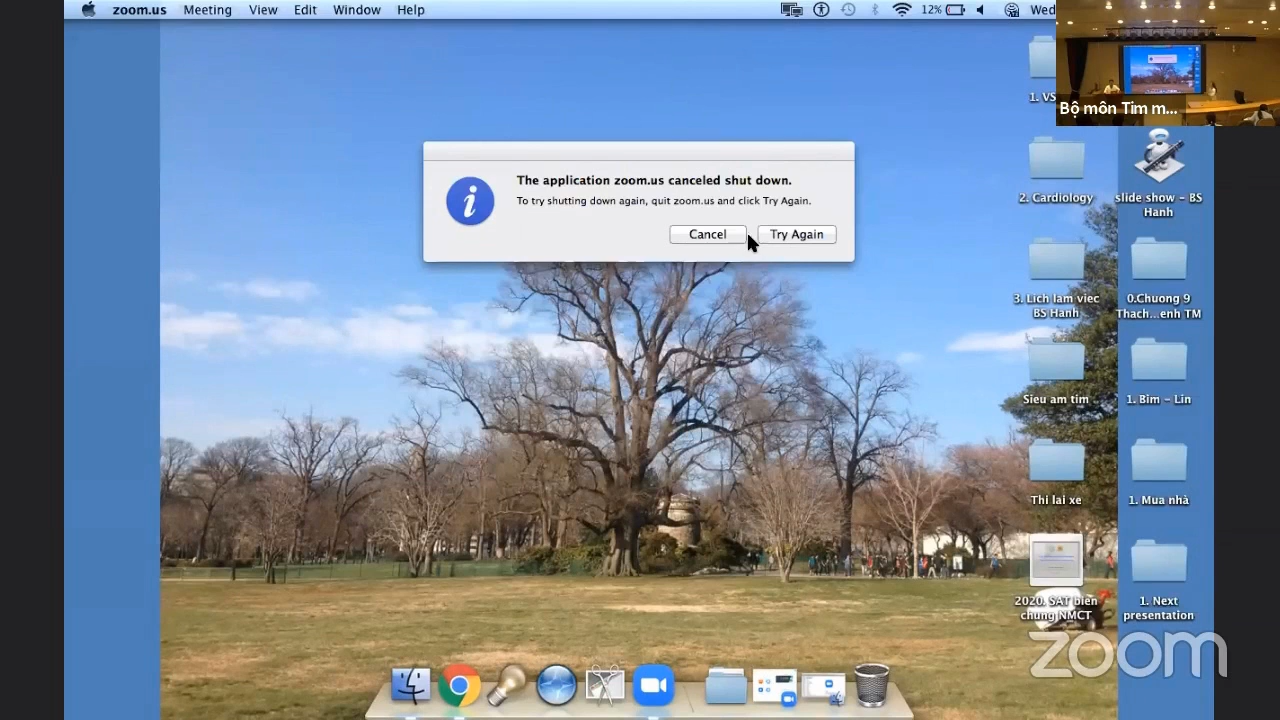 zoom.us Meeting View Edit Window Help
12% Wed
Bộ môn Tim m...
The application zoom.us canceled shut down.
To try shutting down again, quit zoom.us and click Try Again.
Cancel Try Again
1. VS
2. Cardiology
slide show - BS
Hanh
3. Lich lam viec
BS Hanh
0.Chuong 9
Thach...enh TM
Sieu am tim
1. Bim - Lin
Thi lai xe
1. Mua nhà
2020. SAT bien
chung NMCT
1. Next
presentation
zoom